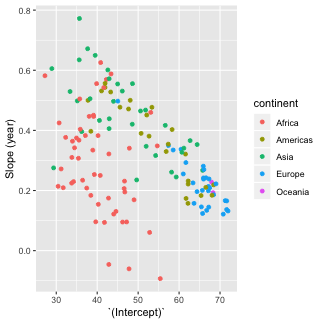 0.8
0.6
0.4
0.2
0.0
Slope (year)
30 40 50 60 70
`(Intercept)`
continent
Africa
Americas
Asia
Europe
Oceania